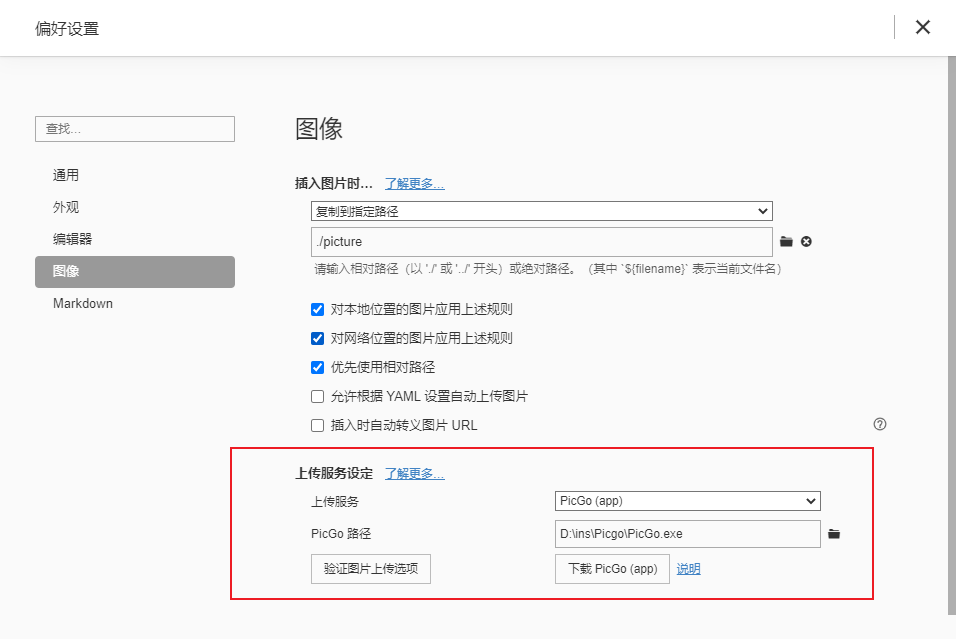 偏好设置
查找...
通用
外观
编辑器
图像
Markdown
图像
插入图片时... 了解更多...
复制到指定路径
./picture
请输入相对路径（以 './' 或 '../' 开头）或绝对路径。（其中 `${filename}` 表示当前文件名）
对本地位置的图片应用上述规则
对网络位置的图片应用上述规则
优先使用相对路径
允许根据 YAML 设置自动上传图片
插入时自动转义图片 URL
上传服务设定 了解更多...
上传服务 PicGo (app)
PicGo 路径 D:\ins\Picgo\PicGo.exe
验证图片上传选项 下载 PicGo (app) 说明